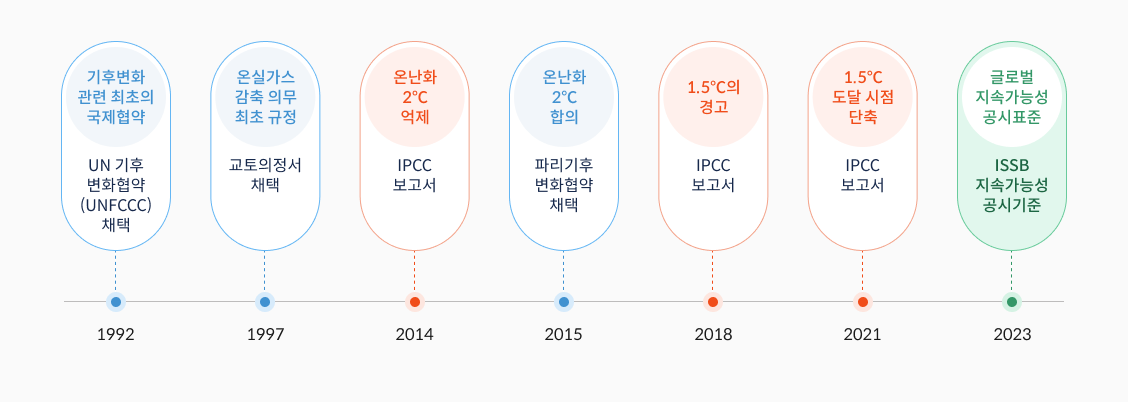 기후변화
관련 최초의
국제협약
UN 기후
변화협약
(UNFCCC)
채택
1992
온실가스
감축 의무
최초 규정
교토의정서
채택
1997
온난화
2℃
억제
IPCC
보고서
2014
온난화
2℃
합의
파리기후
변화협약
채택
2015
1.5℃의
경고
IPCC
보고서
2018
1.5℃
도달 시점
단축
IPCC
보고서
2021
글로벌
지속가능성
공시표준
ISSB
지속가능성
공시기준
2023